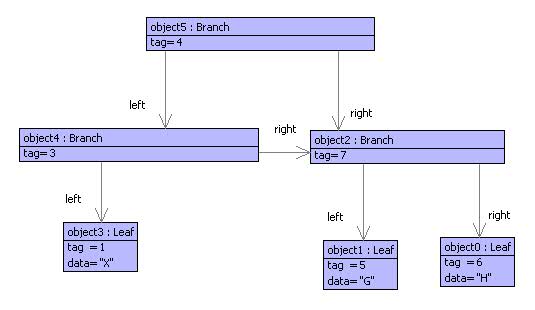 object5 : Branch
tag=4
left
right
object4 : Branch
tag=3
right
object2 : Branch
tag=7
left
left
right
object3 : Leaf
tag =1
data="X"
object1 : Leaf
tag =5
data="G"
object0 : Leaf
tag =6
data="H"